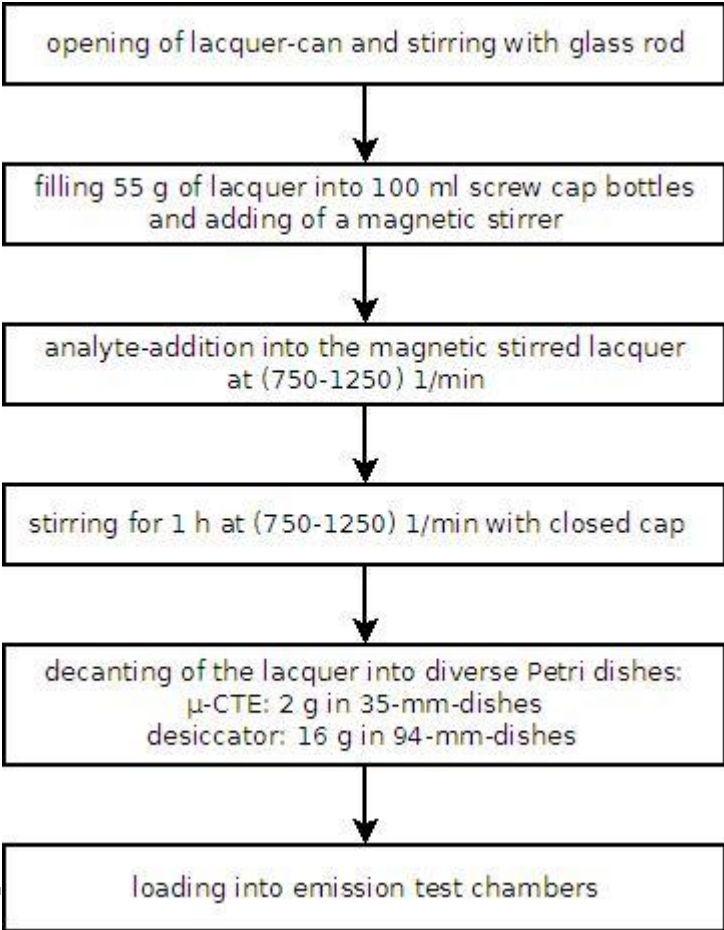 opening of lacquer-can and stirring with glass rod
filling 55 g of lacquer into 100 ml screw cap bottles
and adding of a magnetic stirrer
analyte-addition into the magnetic stirred lacquer
at (750-1250) 1/min
stirring for 1 h at (750-1250) 1/min with closed cap
decanting of the lacquer into diverse Petri dishes:
µ-CTE: 2 g in 35-mm-dishes
desiccator: 16 g in 94-mm-dishes
loading into emission test chambers